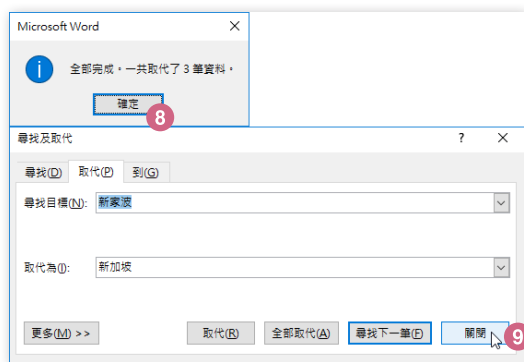 Microsoft Word
全部完成。一共取代了 3 筆資料。
確定
8
尋找及取代
尋找(D) 取代(P) 到(G)
尋找目標(N): 新家波
取代為(I): 新加坡
更多(M) >> 取代(R) 全部取代(A) 尋找下一筆(F) 關閉
9